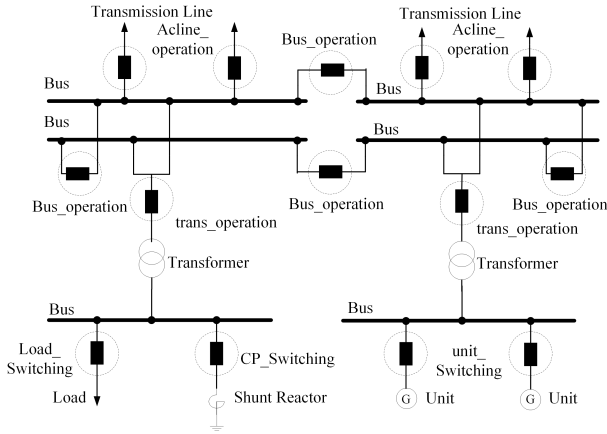 Transmission Line
Acline_
operation
Bus_operation
Transmission Line
Acline_
operation
Bus
Bus
Bus
Bus
Bus_operation
trans_operation
Bus_operation
trans_operation
Bus_operation
Transformer
Transformer
Bus
Bus
Load_
Switching
CP_Switching
unit_
Switching
Load
Shunt Reactor
G
Unit
G
Unit